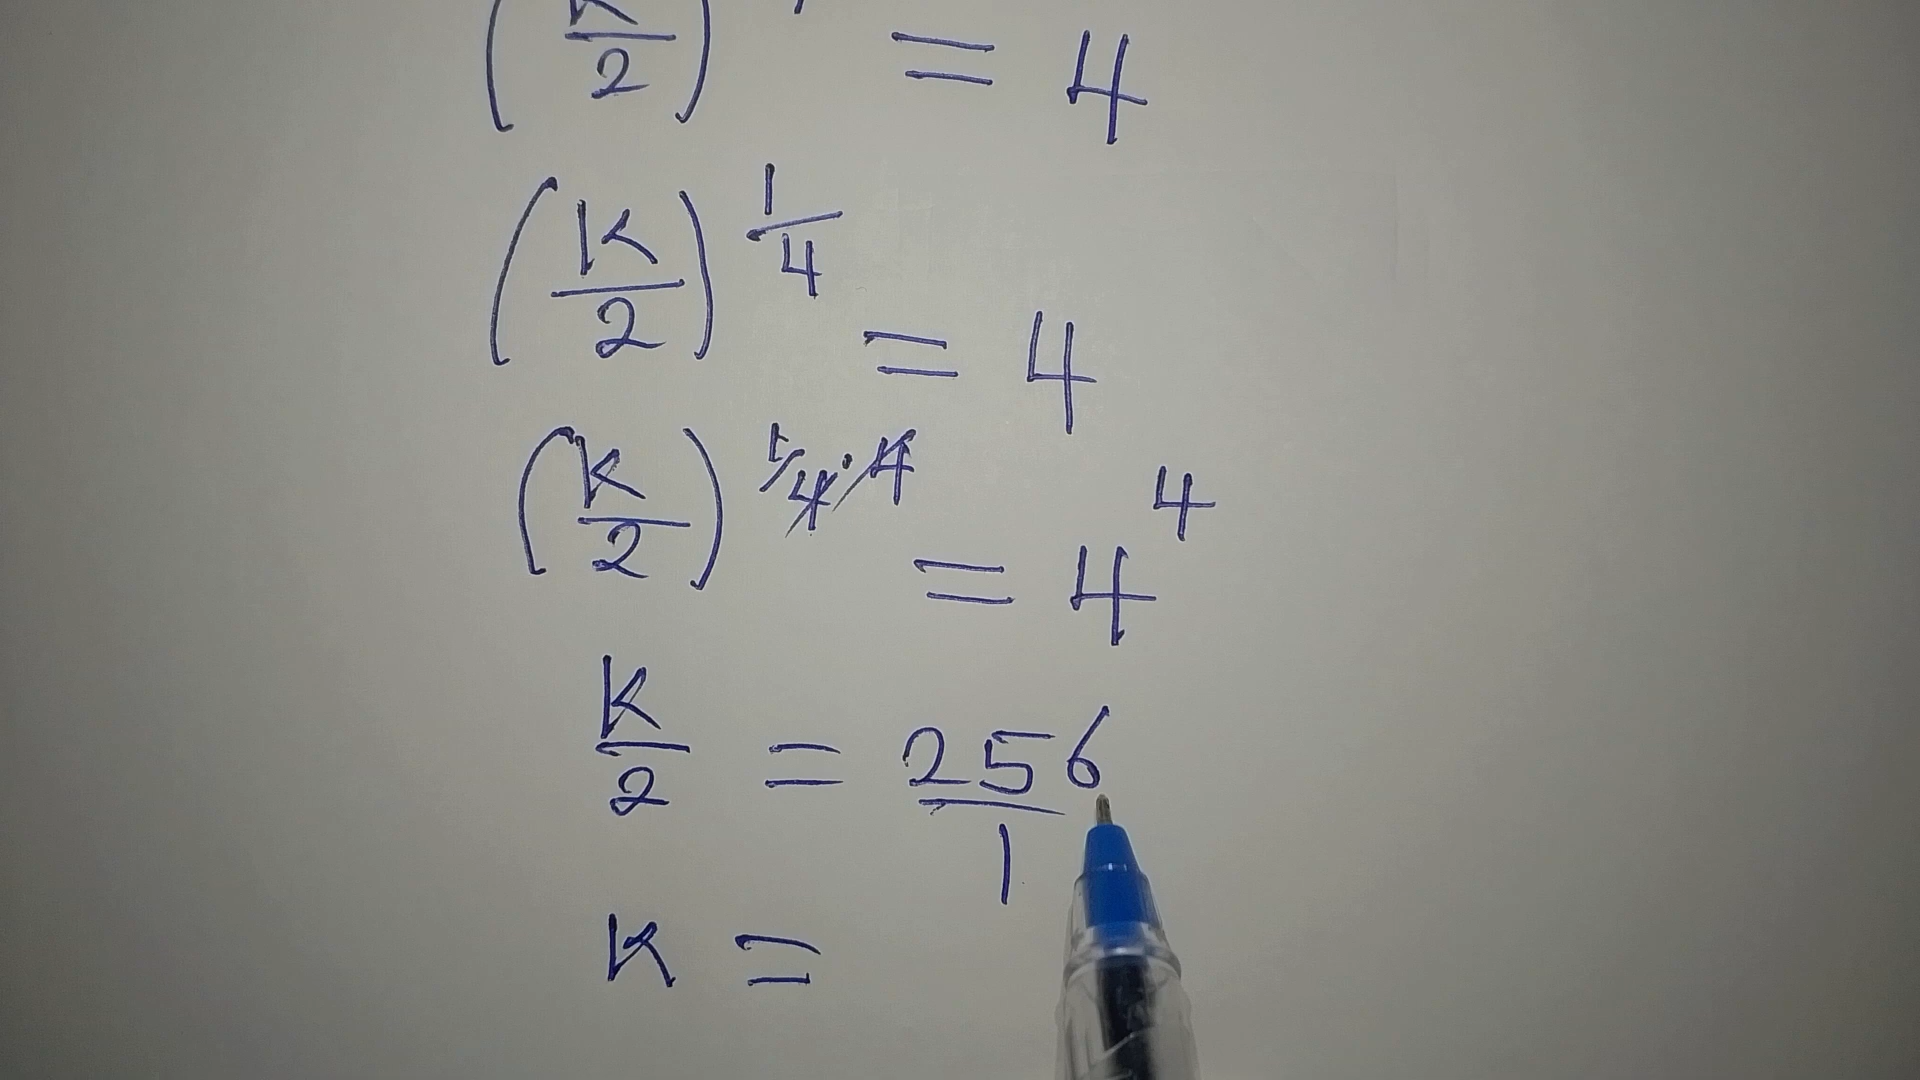 (K/2) = 4
(K/2)^1/4 = 4
(K/2)^1/4·4 = 4^4
K/2 = 256/1
K =